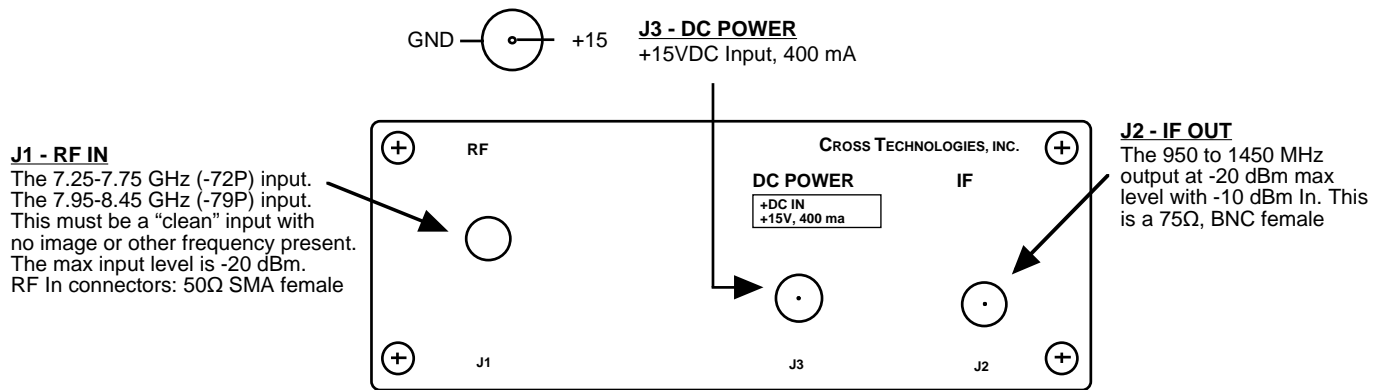 GND
+15
J3 - DC POWER
+15VDC Input, 400 mA
J1 - RF IN
The 7.25-7.75 GHz (-72P) input.
The 7.95-8.45 GHz (-79P) input.
This must be a “clean” input with
no image or other frequency present.
The max input level is -20 dBm.
RF In connectors: 50Ω SMA female
RF
CROSS TECHNOLOGIES, INC.
DC POWER
IF
+DC IN
+15V, 400 ma
J1
J3
J2
J2 - IF OUT
The 950 to 1450 MHz
output at -20 dBm max
level with -10 dBm In. This
is a 75Ω, BNC female